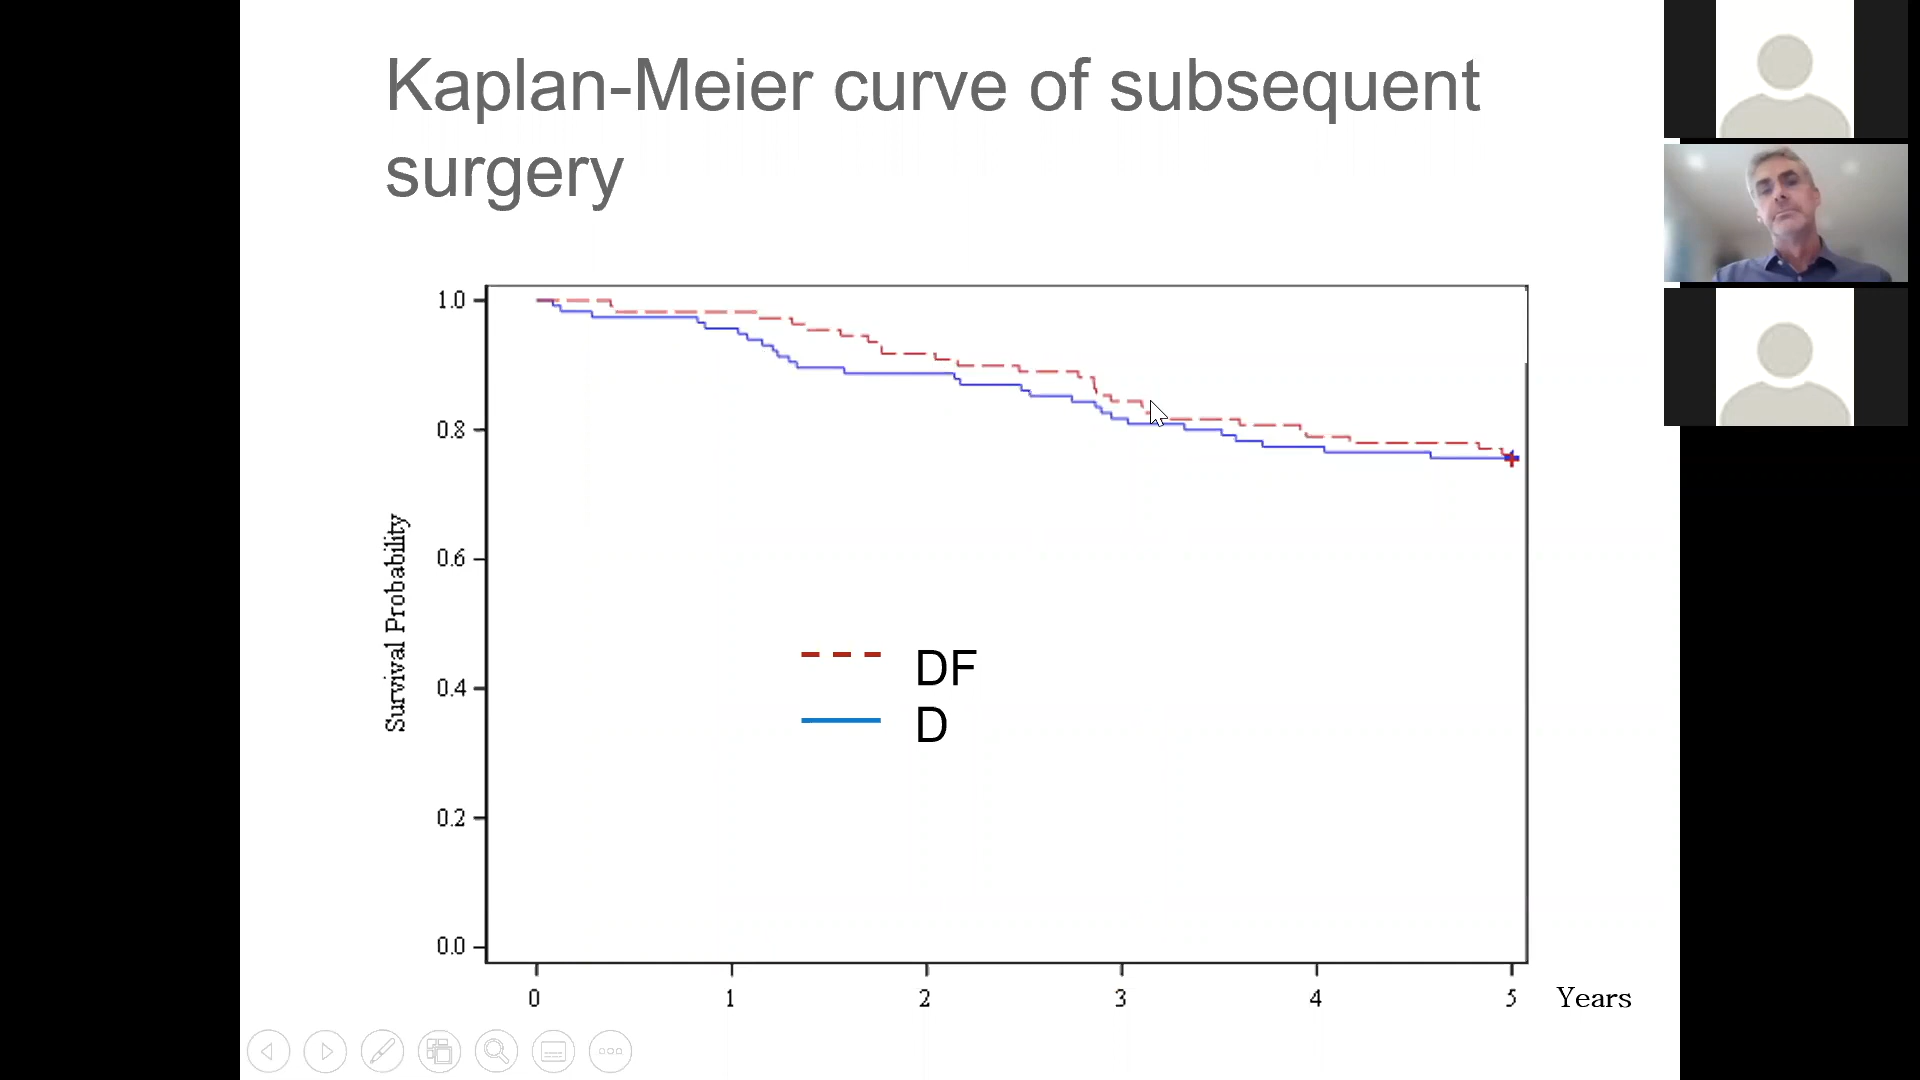 Kaplan-Meier curve of subsequent
surgery
1.0
0.8
0.6
0.4
0.2
0.0
Survival Probability
DF
D
0 1 2 3 4 5 Years